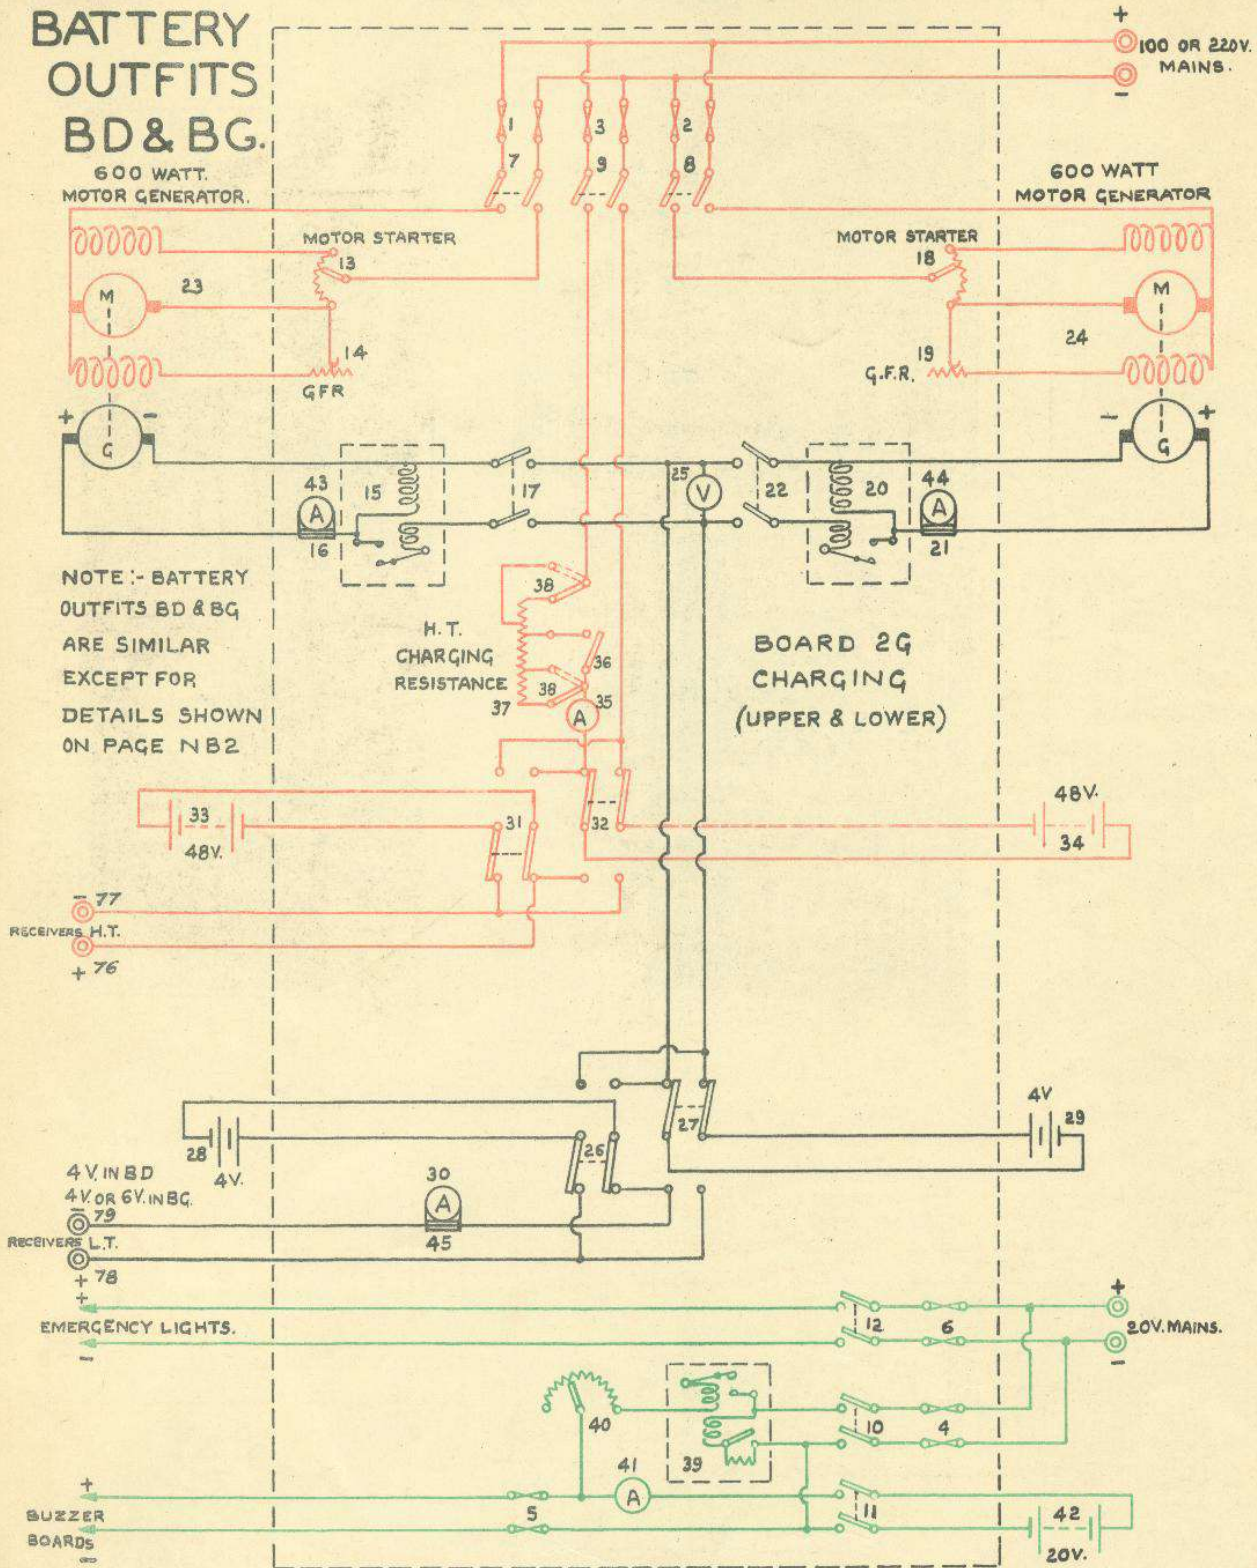 BATTERY
OUTFITS
BD & BG.
+
100 OR 220V.
MAINS.
-
1
3
2
7
9
8
600 WATT.
MOTOR GENERATOR.
600 WATT
MOTOR GENERATOR
MOTOR STARTER
13
MOTOR STARTER
18
M
23
M
24
14
GFR
19
G.F.R.
+
-
G
-
+
G
43
A
16
15
17
25
V
22
20
44
A
21
NOTE :- BATTERY
OUTFITS BD & BG
ARE SIMILAR
EXCEPT FOR
DETAILS SHOWN
ON PAGE NB2
H.T.
CHARGING
RESISTANCE
37
38
36
38
35
A
BOARD 2G
CHARGING
(UPPER & LOWER)
33
48V.
31
32
48V.
34
- 77
RECEIVERS H.T.
+ 76
28
4V.
26
27
4V
29
4V. IN BD
4V. OR 6V. IN BG.
- 79
RECEIVERS L.T.
+ 78
30
A
45
+
EMERGENCY LIGHTS.
-
12
6
+
20V. MAINS.
-
40
39
10
4
41
A
+
BUZZER
BOARDS
-
5
11
42
20V.